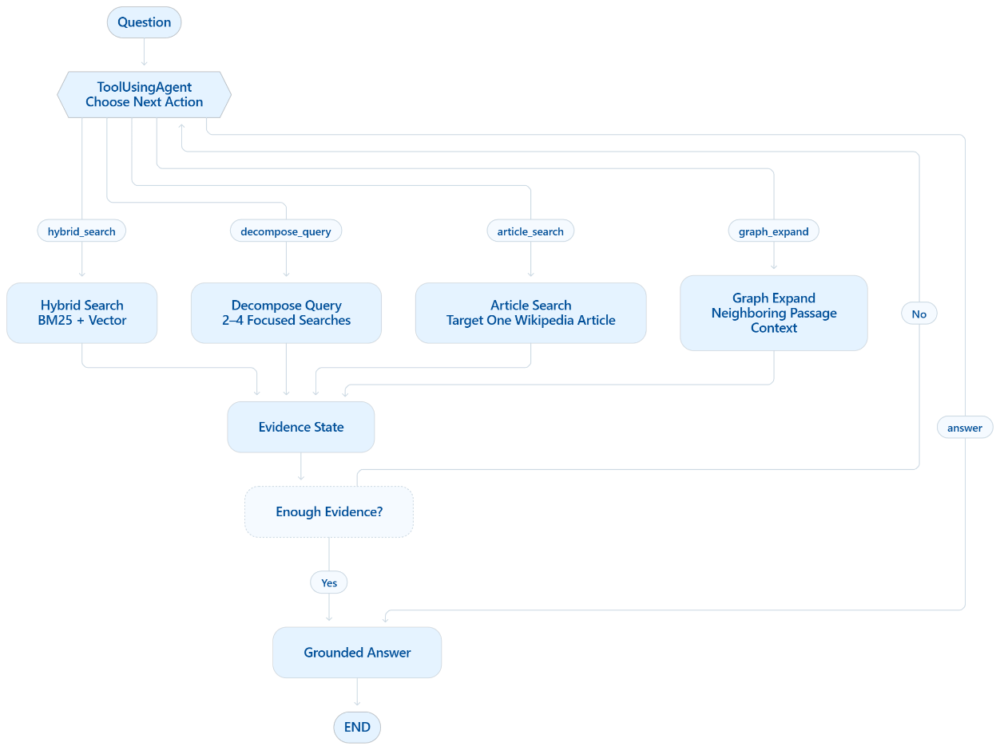 Question
ToolUsingAgent
Choose Next Action
hybrid_search
decompose_query
article_search
graph_expand
Hybrid Search
BM25 + Vector
Decompose Query
2–4 Focused Searches
Article Search
Target One Wikipedia Article
Graph Expand
Neighboring Passage
Context
No
Evidence State
answer
Enough Evidence?
Yes
Grounded Answer
END